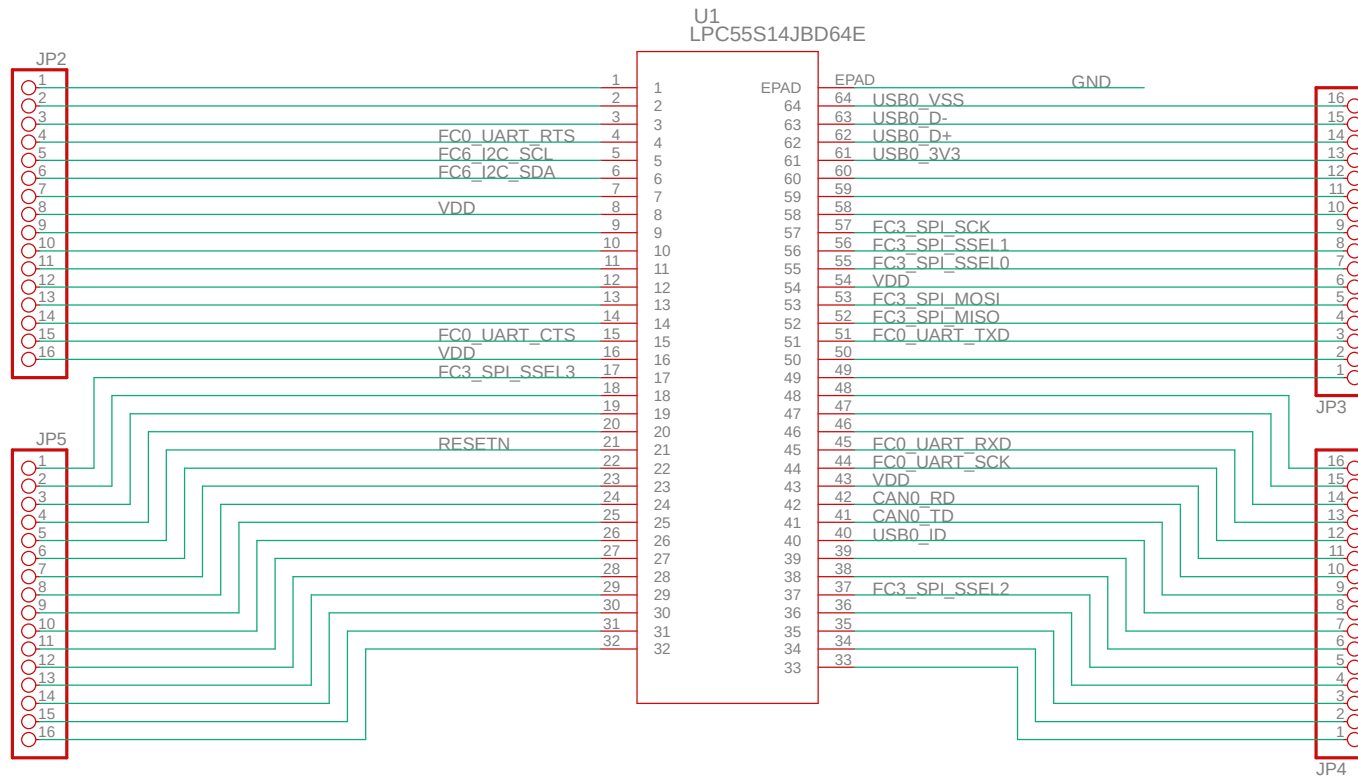 U1
LPC55S14JBD64E
JP2
1 1 1 EPAD EPAD GND
2 2 2 64 64 USB0_VSS 16
3 3 3 63 63 USB0_D- 15
4 FC0_UART_RTS 4 4 62 62 USB0_D+ 14
5 FC6_I2C_SCL 5 5 61 61 USB0_3V3 13
6 FC6_I2C_SDA 6 6 60 60 12
7 7 7 59 59 11
8 VDD 8 8 58 58 10
9 9 9 57 57 FC3_SPI_SCK 9
10 10 10 56 56 FC3_SPI_SSEL1 8
11 11 11 55 55 FC3_SPI_SSEL0 7
12 12 12 54 54 VDD 6
13 13 13 53 53 FC3_SPI_MOSI 5
14 14 14 52 52 FC3_SPI_MISO 4
15 FC0_UART_CTS 15 15 51 51 FC0_UART_TXD 3
16 VDD 16 16 50 50 2
FC3_SPI_SSEL3 17 17 49 49 1
18 18 48 48
JP3
19 19 47 47
20 20 46 46
JP5
RESETN 21 21 45 45 FC0_UART_RXD
1 22 22 44 44 FC0_UART_SCK 16
2 23 23 43 43 VDD 15
3 24 24 42 42 CAN0_RD 14
4 25 25 41 41 CAN0_TD 13
5 26 26 40 40 USB0_ID 12
6 27 27 39 39 11
7 28 28 38 38 10
8 29 29 37 37 FC3_SPI_SSEL2 9
9 30 30 36 36 8
10 31 31 35 35 7
11 32 32 34 34 6
12 33 33 5
13 4
14 3
15 2
16 1
JP4